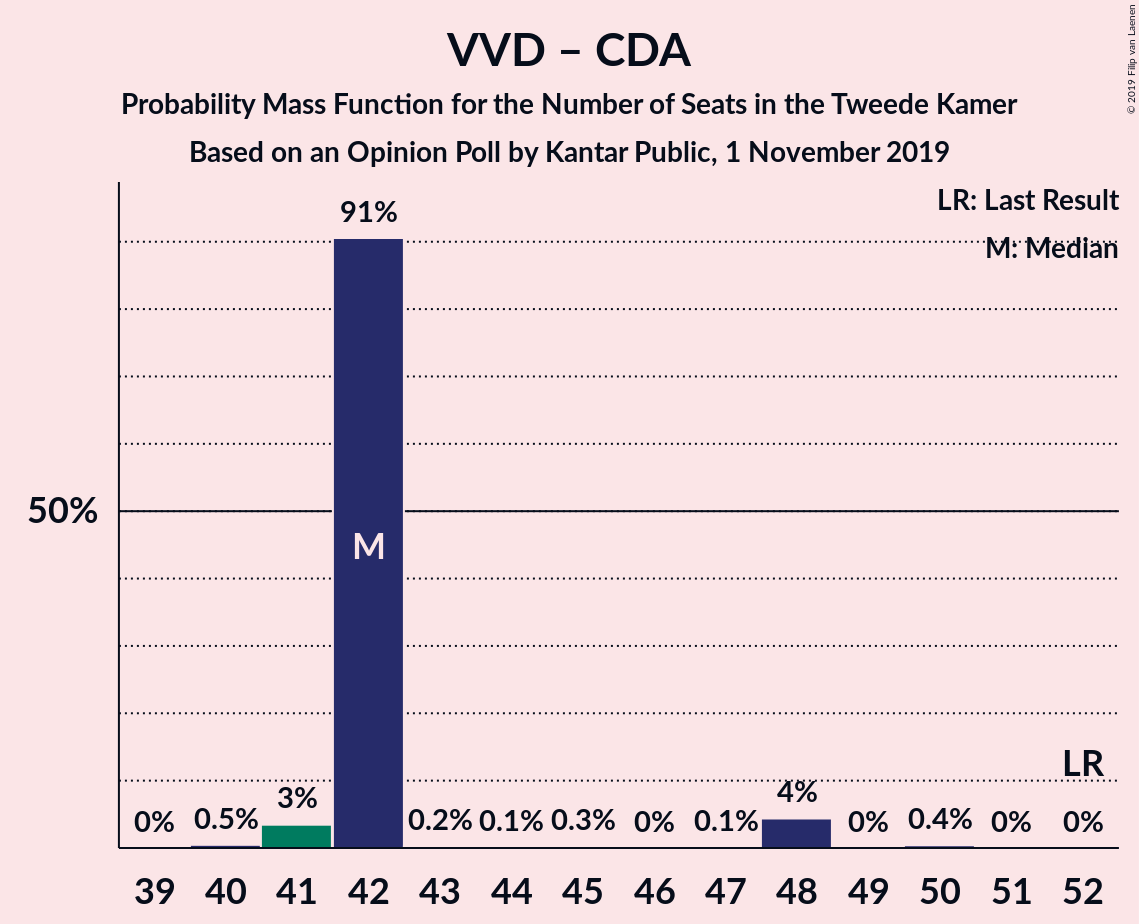 VVD – CDA
Probability Mass Function for the Number of Seats in the Tweede Kamer
Based on an Opinion Poll by Kantar Public, 1 November 2019
© 2019 Filip van Laenen
LR: Last Result
M: Median
50%
0% 0.5% 3% 91% 0.2% 0.1% 0.3% 0% 0.1% 4% 0% 0.4% 0% 0%
M
LR
39 40 41 42 43 44 45 46 47 48 49 50 51 52